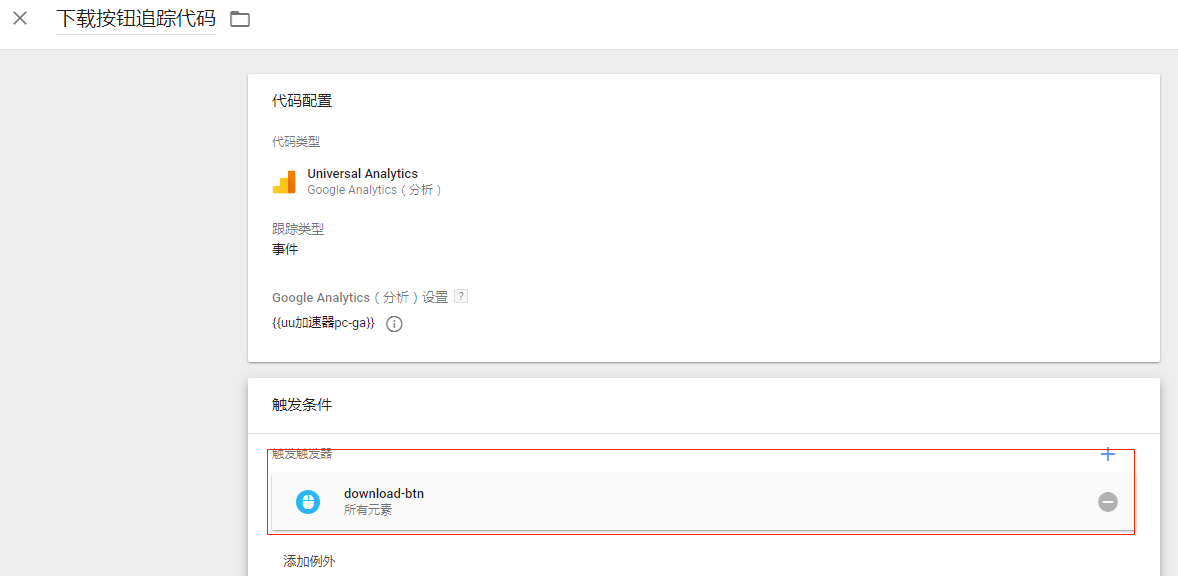 下载按钮追踪代码
代码配置
代码类型
Universal Analytics
Google Analytics（分析）
跟踪类型
事件
Google Analytics（分析）设置 ?
{{uu加速器pc-ga}}
触发条件
触发触发器
download-btn
所有元素
添加例外